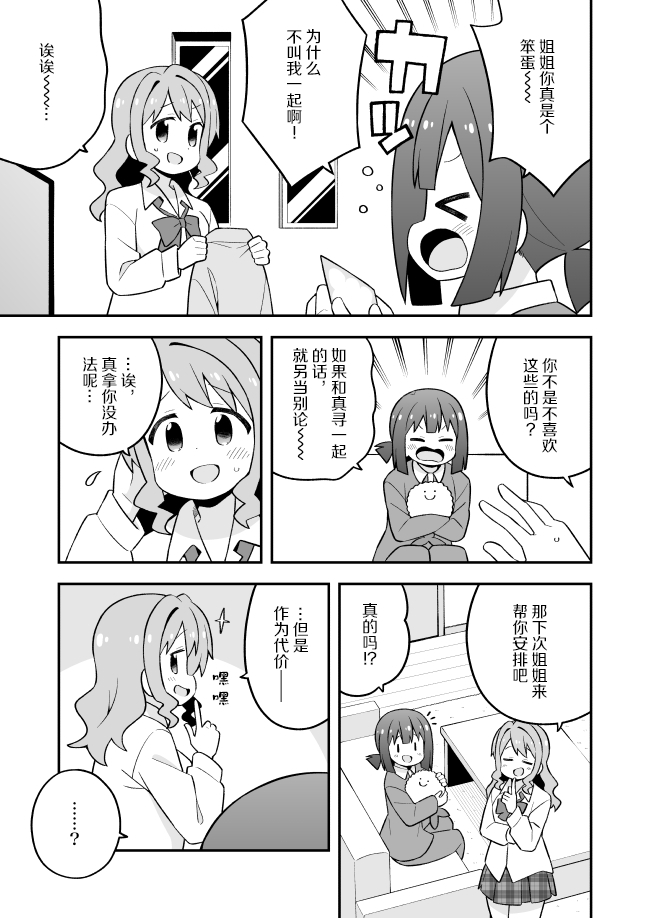 姐姐你真是个
笨蛋～～～
カッ
为什么
不叫我一起啊！
诶诶
～～～…
你不是不喜欢
这些的吗？
如果和真寻一起
的话，
就另当别论～～～
…诶，
真拿你没办
法呢…
那下次姐姐来
帮你安排吧
真的吗!?
…但是
作为代价——
嘿
嘿
……？